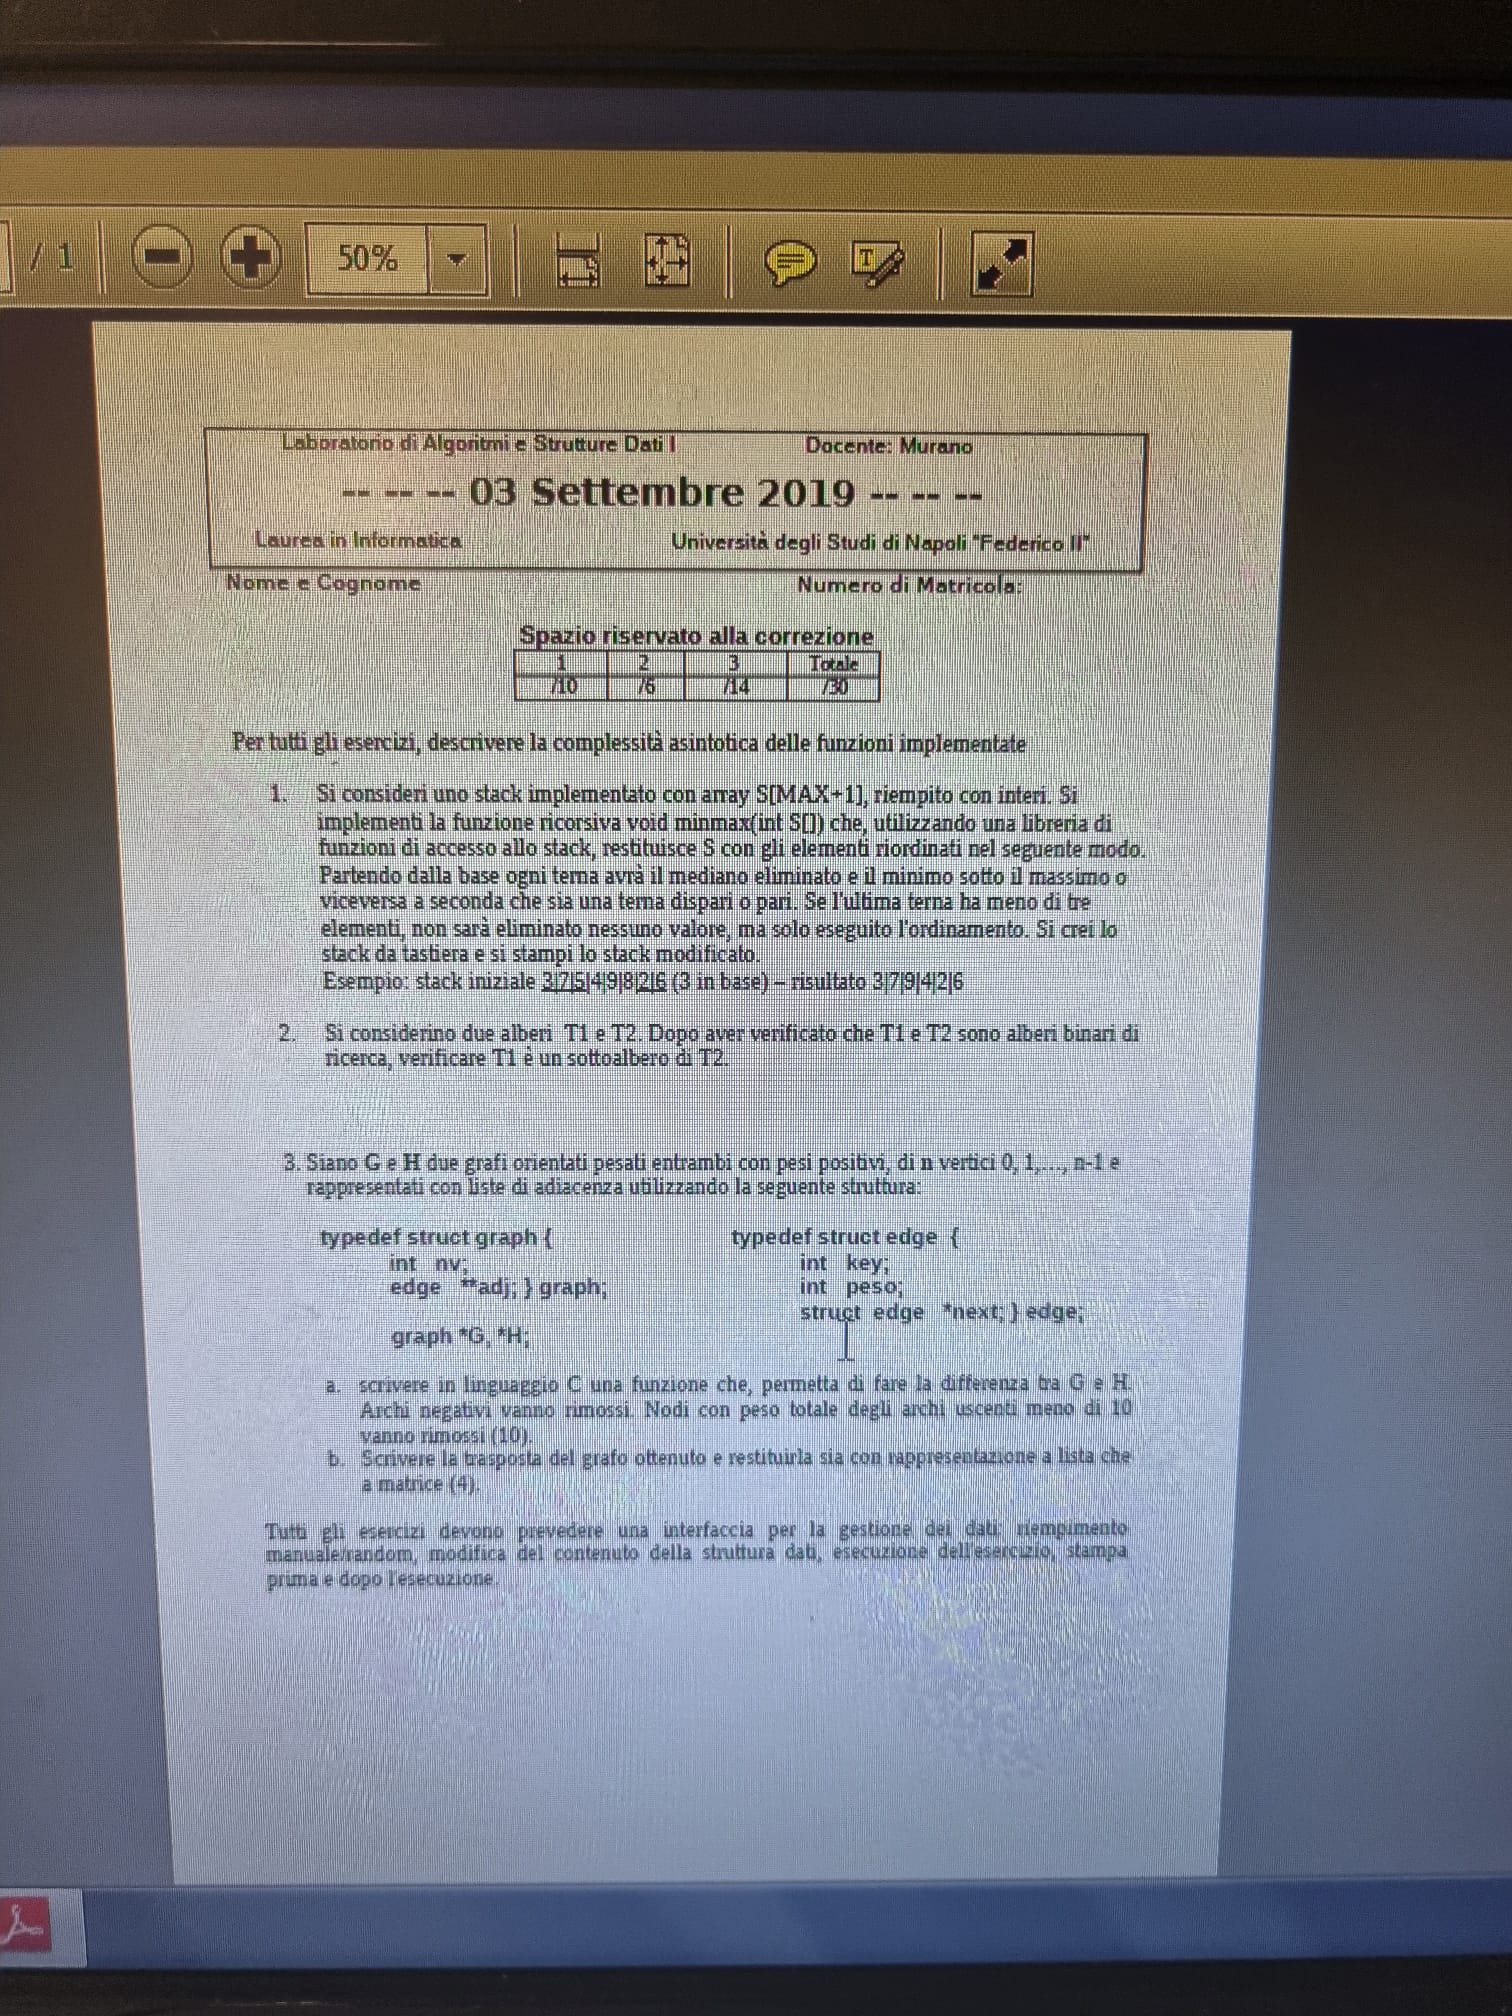 / 1
50%
Laboratorio di Algoritmi e Strutture Dati I Docente: Murano
-- -- -- 03 Settembre 2019 -- -- --
Laurea in Informatica Università degli Studi di Napoli "Federico II"
Nome e Cognome Numero di Matricola:
Spazio riservato alla correzione
1 2 3 Totale
/10 /6 /14 /30
Per tutti gli esercizi, descrivere la complessità asintotica delle funzioni implementate
1. Si consideri uno stack implementato con array S[MAX+1], riempito con interi. Si
implementi la funzione ricorsiva void minmax(int S[]) che, utilizzando una libreria di
funzioni di accesso allo stack, restituisce S con gli elementi riordinati nel seguente modo.
Partendo dalla base ogni terna avrà il mediano eliminato e il minimo sotto il massimo o
viceversa a seconda che sia una terna dispari o pari. Se l'ultima terna ha meno di tre
elementi, non sarà eliminato nessuno valore, ma solo eseguito l'ordinamento. Si crei lo
stack da tastiera e si stampi lo stack modificato.
Esempio: stack iniziale 3|7|5|4|9|8|2|6 (3 in base) – risultato 3|7|9|4|2|6
2. Si considerino due alberi T1 e T2. Dopo aver verificato che T1 e T2 sono alberi binari di
ricerca, verificare T1 è un sottoalbero di T2.
3. Siano G e H due grafi orientati pesati entrambi con pesi positivi, di n vertici 0, 1,..., n-1 e
rappresentati con liste di adiacenza utilizzando la seguente struttura:
typedef struct graph { typedef struct edge {
int nv; int key;
edge **adj; } graph; int peso;
struct edge *next; } edge;
graph *G, *H;
a. scrivere in linguaggio C una funzione che, permetta di fare la differenza tra G e H.
Archi negativi vanno rimossi. Nodi con peso totale degli archi uscenti meno di 10
vanno rimossi (10).
b. Scrivere la trasposta del grafo ottenuto e restituirla sia con rappresentazione a lista che
a matrice (4).
Tutti gli esercizi devono prevedere una interfaccia per la gestione dei dati: riempimento
manuale/random, modifica del contenuto della struttura dati, esecuzione dell'esercizio, stampa
prima e dopo l'esecuzione.